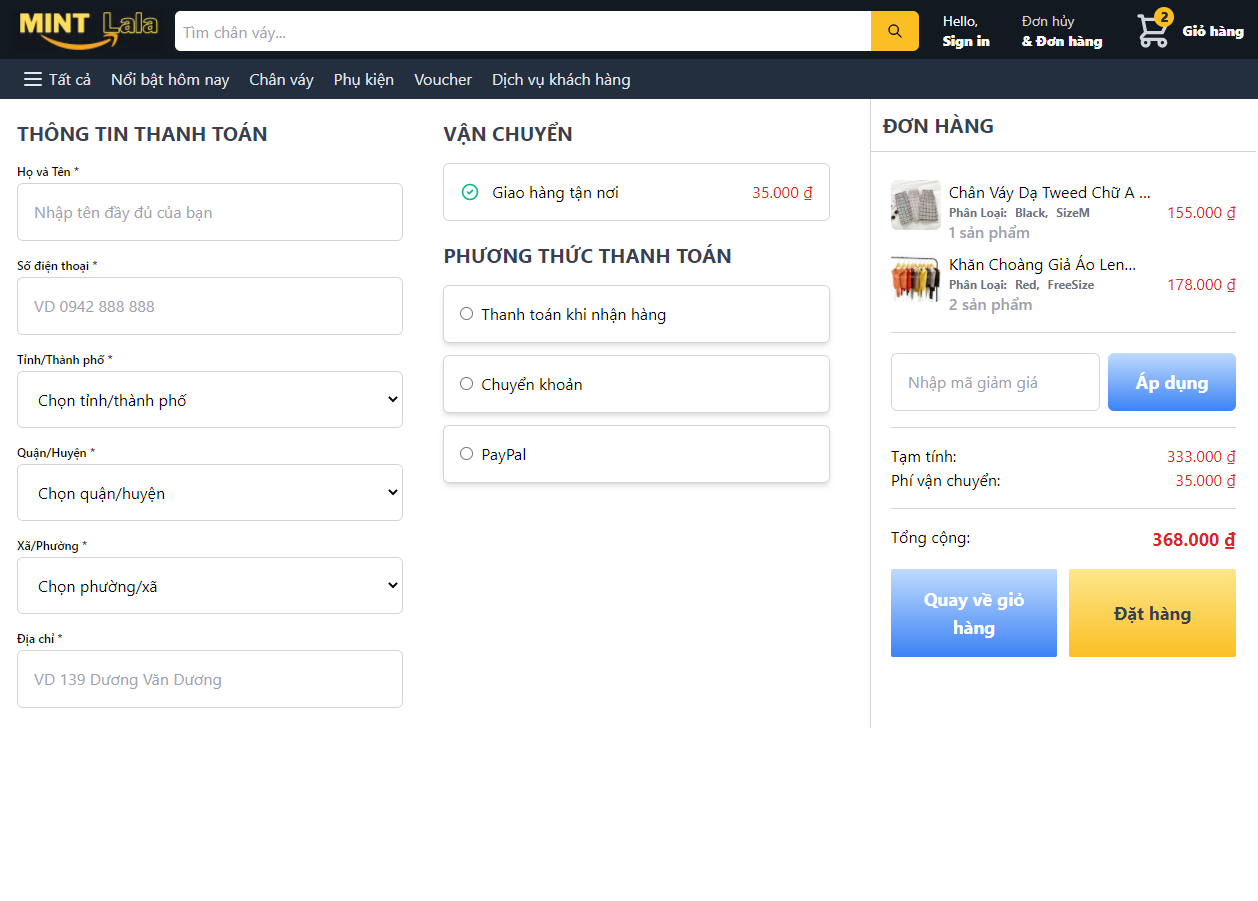 MINT Lala
Tìm chân váy...
Hello,
Sign in
Đơn hủy
& Đơn hàng
2
Giỏ hàng
Tất cả
Nổi bật hôm nay
Chân váy
Phụ kiện
Voucher
Dịch vụ khách hàng
THÔNG TIN THANH TOÁN
Họ và Tên *
Nhập tên đầy đủ của bạn
Số điện thoại *
VD 0942 888 888
Tỉnh/Thành phố *
Chọn tỉnh/thành phố
Quận/Huyện *
Chọn quận/huyện
Xã/Phường *
Chọn phường/xã
Địa chỉ *
VD 139 Dương Văn Dương
VẬN CHUYỂN
Giao hàng tận nơi
35.000 ₫
PHƯƠNG THỨC THANH TOÁN
Thanh toán khi nhận hàng
Chuyển khoản
PayPal
ĐƠN HÀNG
Chân Váy Dạ Tweed Chữ A ...
Phân Loại: Black, SizeM
1 sản phẩm
155.000 ₫
Khăn Choàng Giả Áo Len...
Phân Loại: Red, FreeSize
2 sản phẩm
178.000 ₫
Nhập mã giảm giá
Áp dụng
Tạm tính:
333.000 ₫
Phí vận chuyển:
35.000 ₫
Tổng cộng:
368.000 ₫
Quay về giỏ
hàng
Đặt hàng